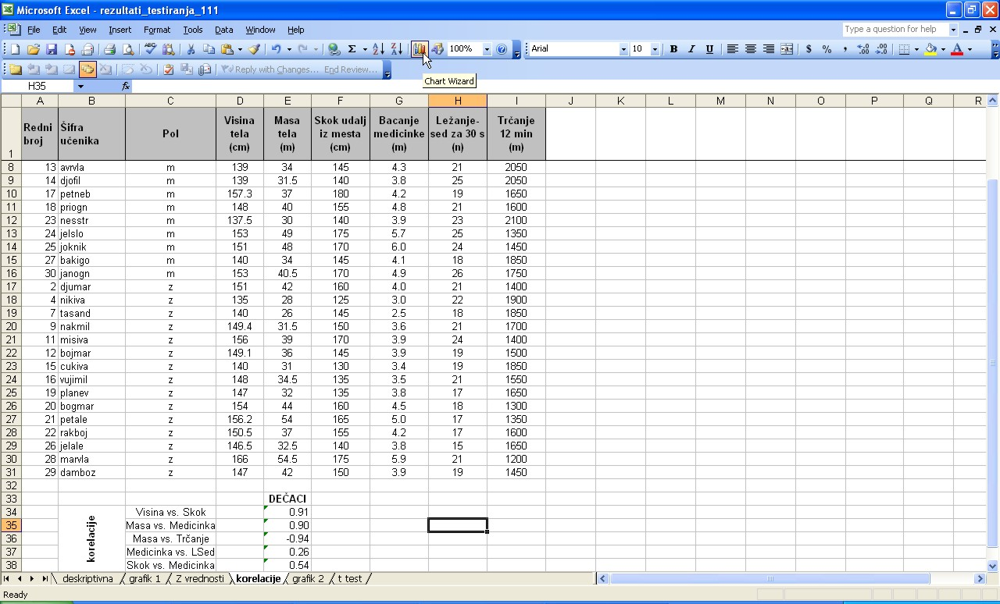 Microsoft Excel - rezultati_testiranja_111
File Edit View Insert Format Tools Data Window Help Type a question for help
100% Arial 10 B I U $ % ,
Reply with Changes... End Review...
H35 fx
Chart Wizard
A B C D E F G H I J K L M N O P Q R
1 Redni broj Šifra učenika Pol Visina tela (cm) Masa tela (m) Skok udalj iz mesta (cm) Bacanje medicinke (m) Ležanje-sed za 30 s (n) Trčanje 12 min (m)
8 13 avrvla m 139 34 145 4.3 21 2050
9 14 djofil m 139 31.5 140 3.8 25 2050
10 17 petneb m 157.3 37 180 4.2 19 1650
11 18 priogn m 148 40 155 4.8 21 1600
12 23 nesstr m 137.5 30 140 3.9 23 2100
13 24 jelslo m 153 49 175 5.7 25 1350
14 25 joknik m 151 48 170 6.0 24 1450
15 27 bakigo m 140 34 145 4.1 18 1850
16 30 janogn m 153 40.5 170 4.9 26 1750
17 2 djumar z 151 42 160 4.0 21 1400
18 4 nikiva z 135 28 125 3.0 22 1900
19 7 tasand z 140 26 145 2.5 18 1850
20 9 nakmil z 149.4 31.5 150 3.6 21 1700
21 11 misiva z 156 39 170 3.9 24 1400
22 12 bojmar z 149.1 36 145 3.9 19 1500
23 15 cukiva z 140 31 130 3.4 19 1850
24 16 vujimil z 148 34.5 135 3.5 21 1550
25 19 planev z 147 32 135 3.8 17 1650
26 20 bogmar z 154 44 160 4.5 18 1300
27 21 petale z 156.2 54 165 5.0 17 1350
28 22 rakboj z 150.5 37 155 4.2 17 1600
29 26 jelale z 146.5 32.5 140 3.8 15 1650
30 28 marvla z 166 54.5 175 5.9 21 1200
31 29 damboz z 147 42 150 3.9 19 1450
32
33 DEČACI
korelacije
34 Visina vs. Skok 0.91
35 Masa vs. Medicinka 0.90
36 Masa vs. Trčanje -0.94
37 Medicinka vs. LSed 0.26
38 Skok vs. Medicinka 0.54
deskriptivna grafik 1 Z vrednosti korelacije grafik 2 t test
Ready